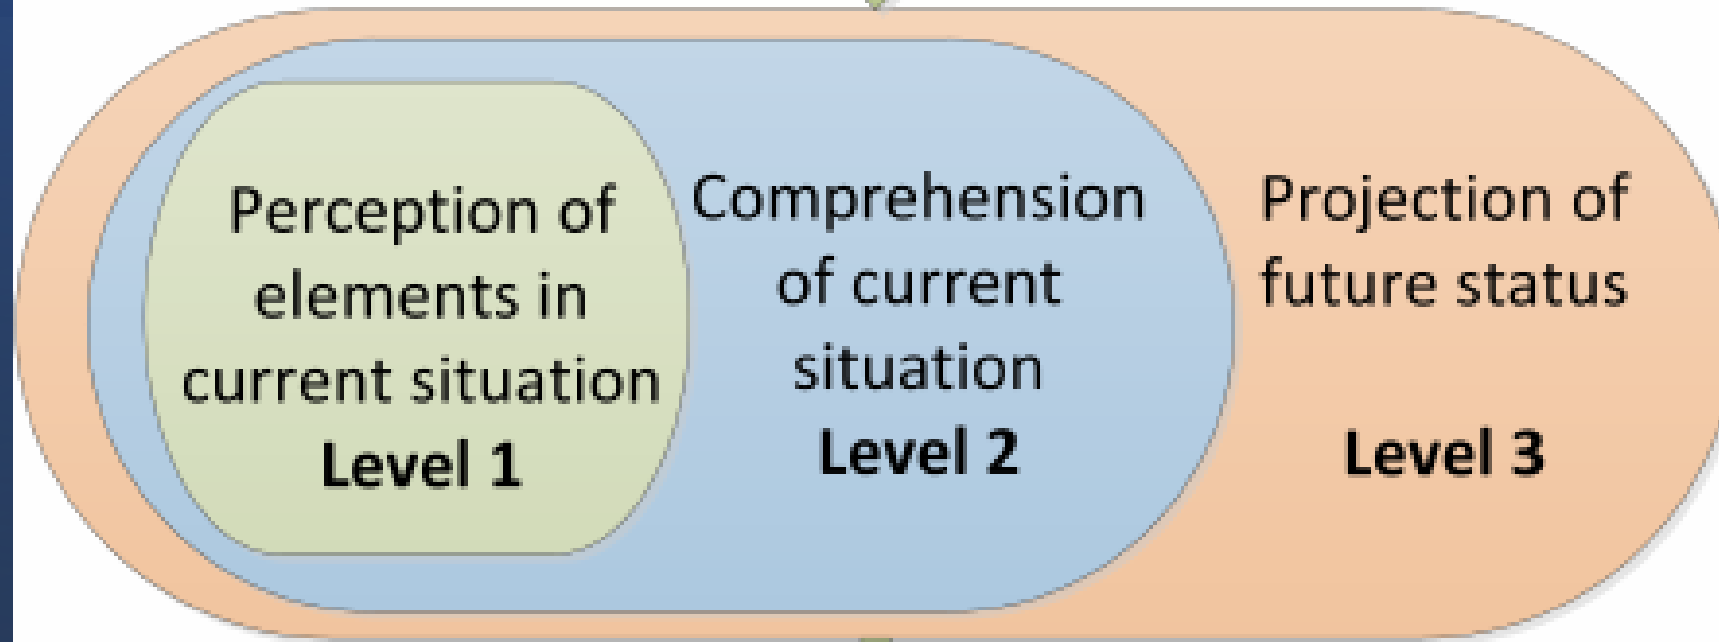 Perception of
elements in
current situation
Level 1
Comprehension
of current
situation
Level 2
Projection of
future status
Level 3